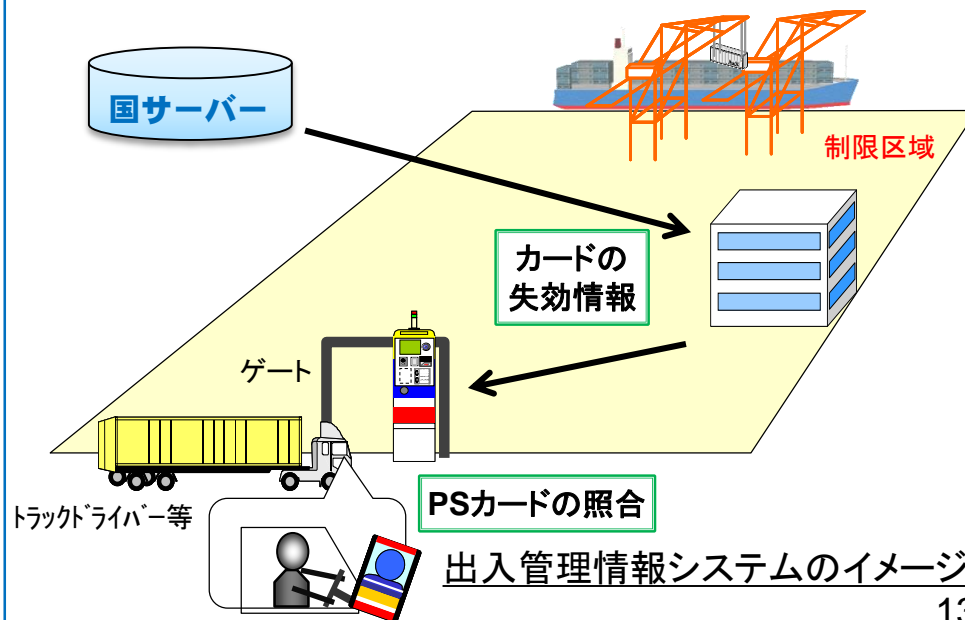 国サーバー
制限区域
カードの
失効情報
ゲート
トラックドライバー等
PSカードの照合
出入管理情報システムのイメージ
13